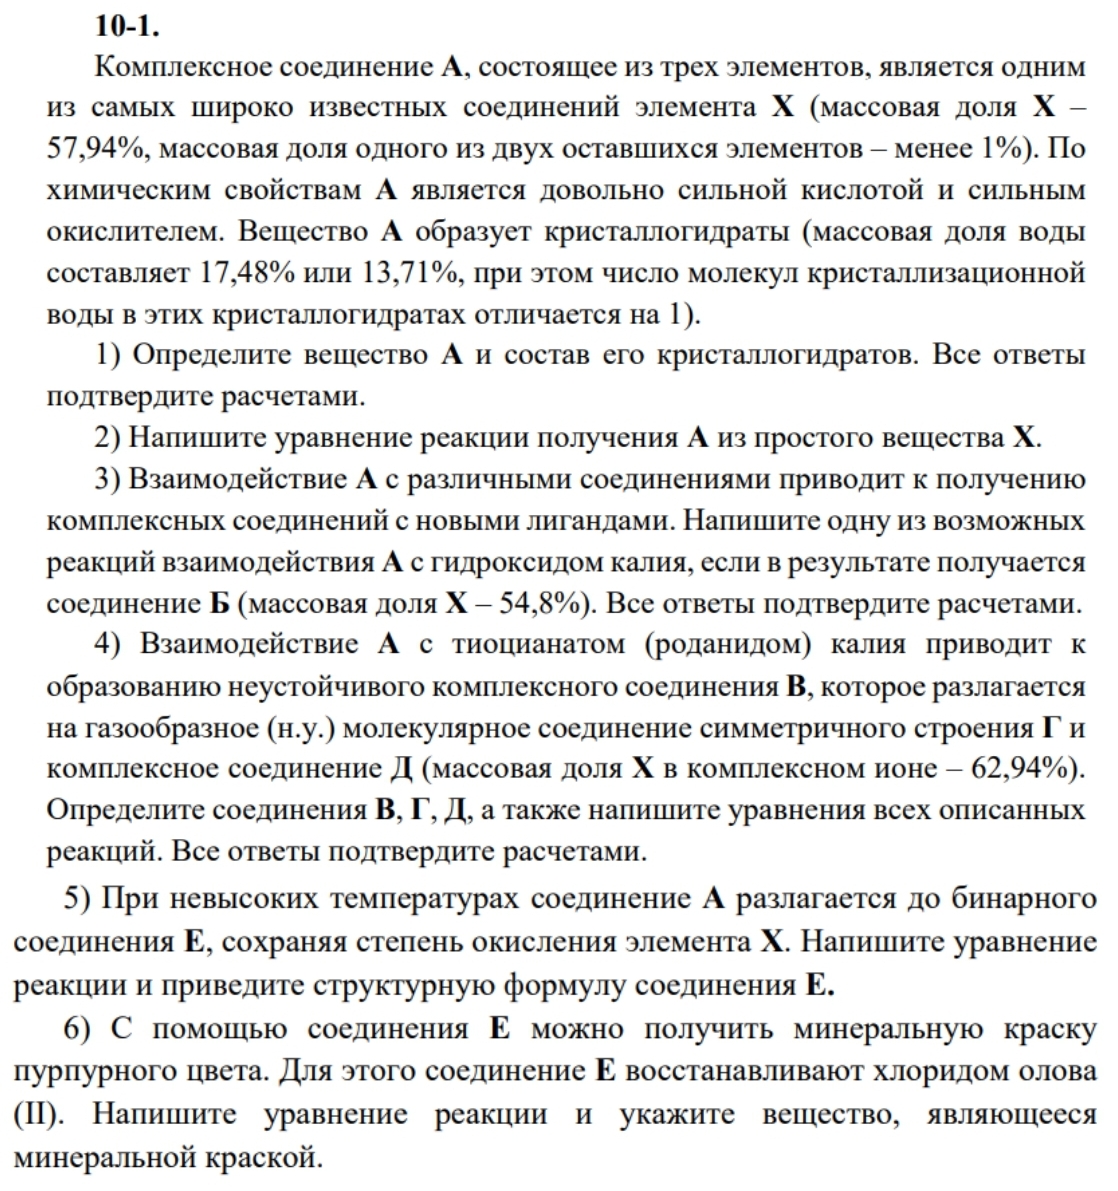 10-1.
Комплексное соединение А, состоящее из трех элементов, является одним
из самых широко известных соединений элемента Х (массовая доля Х –
57,94%, массовая доля одного из двух оставшихся элементов – менее 1%). По
химическим свойствам А является довольно сильной кислотой и сильным
окислителем. Вещество А образует кристаллогидраты (массовая доля воды
составляет 17,48% или 13,71%, при этом число молекул кристаллизационной
воды в этих кристаллогидратах отличается на 1).
1) Определите вещество А и состав его кристаллогидратов. Все ответы
подтвердите расчетами.
2) Напишите уравнение реакции получения А из простого вещества Х.
3) Взаимодействие А с различными соединениями приводит к получению
комплексных соединений с новыми лигандами. Напишите одну из возможных
реакций взаимодействия А с гидроксидом калия, если в результате получается
соединение Б (массовая доля Х – 54,8%). Все ответы подтвердите расчетами.
4) Взаимодействие А с тиоцианатом (роданидом) калия приводит к
образованию неустойчивого комплексного соединения В, которое разлагается
на газообразное (н.у.) молекулярное соединение симметричного строения Г и
комплексное соединение Д (массовая доля Х в комплексном ионе – 62,94%).
Определите соединения В, Г, Д, а также напишите уравнения всех описанных
реакций. Все ответы подтвердите расчетами.
5) При невысоких температурах соединение А разлагается до бинарного
соединения Е, сохраняя степень окисления элемента Х. Напишите уравнение
реакции и приведите структурную формулу соединения Е.
6) С помощью соединения Е можно получить минеральную краску
пурпурного цвета. Для этого соединение Е восстанавливают хлоридом олова
(II). Напишите уравнение реакции и укажите вещество, являющееся
минеральной краской.